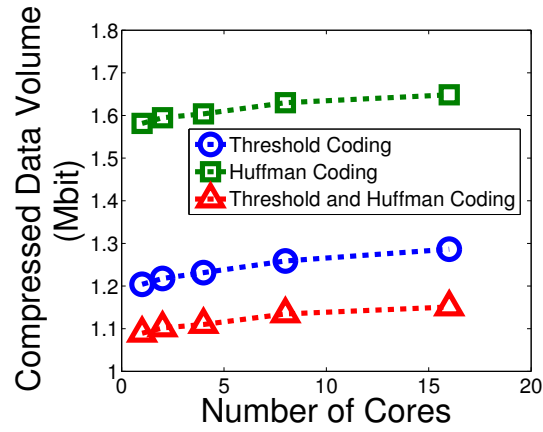 Compressed Data Volume
(Mbit)
1.8
1.7
1.6
1.5
1.4
1.3
1.2
1.1
1
Threshold Coding
Huffman Coding
Threshold and Huffman Coding
0
5
10
15
20
Number of Cores